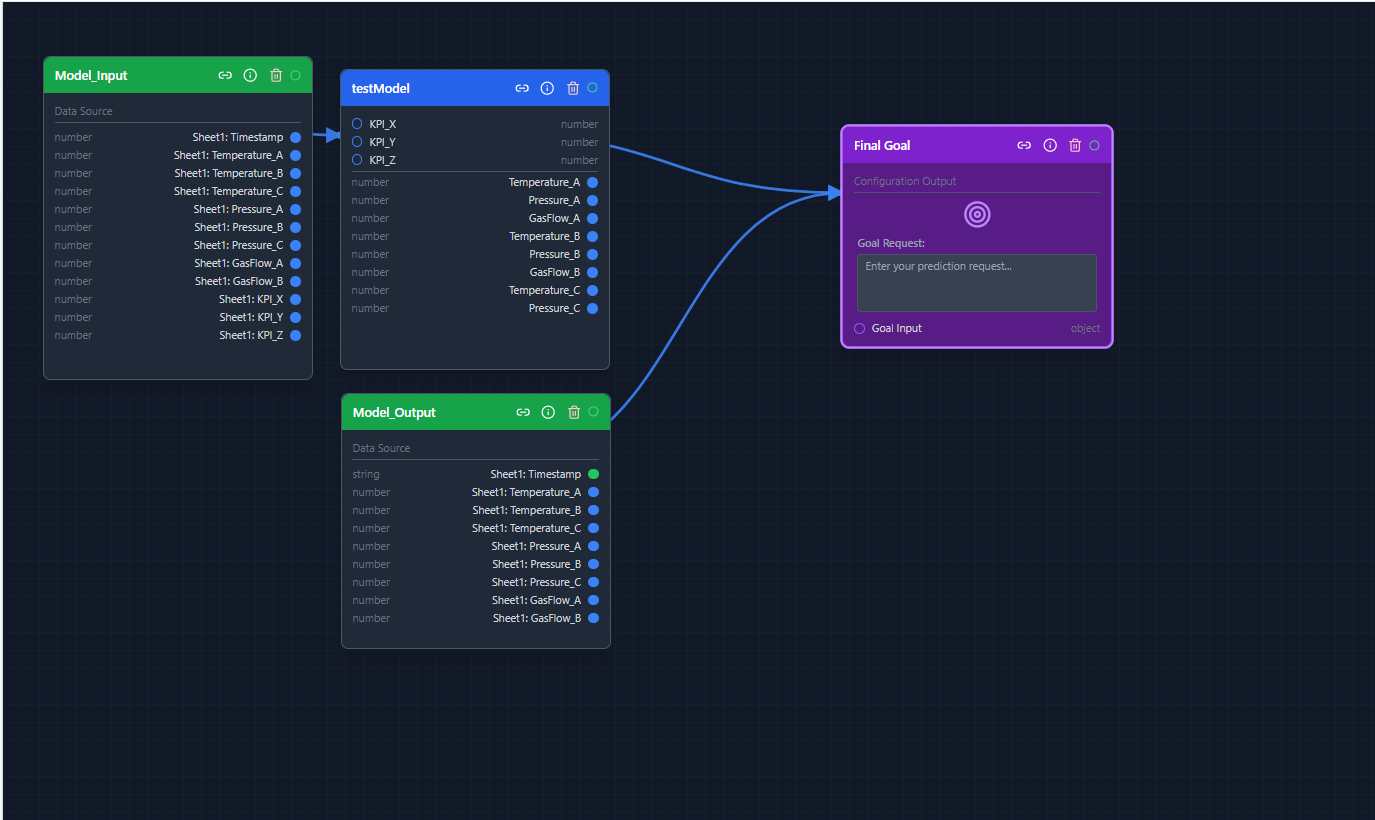 Model_Input
Data Source
number Sheet1: Timestamp
number Sheet1: Temperature_A
number Sheet1: Temperature_B
number Sheet1: Temperature_C
number Sheet1: Pressure_A
number Sheet1: Pressure_B
number Sheet1: Pressure_C
number Sheet1: GasFlow_A
number Sheet1: GasFlow_B
number Sheet1: KPI_X
number Sheet1: KPI_Y
number Sheet1: KPI_Z
testModel
KPI_X number
KPI_Y number
KPI_Z number
number Temperature_A
number Pressure_A
number GasFlow_A
number Temperature_B
number Pressure_B
number GasFlow_B
number Temperature_C
number Pressure_C
Model_Output
Data Source
string Sheet1: Timestamp
number Sheet1: Temperature_A
number Sheet1: Temperature_B
number Sheet1: Temperature_C
number Sheet1: Pressure_A
number Sheet1: Pressure_B
number Sheet1: Pressure_C
number Sheet1: GasFlow_A
number Sheet1: GasFlow_B
Final Goal
Configuration Output
Goal Request:
Enter your prediction request...
Goal Input object